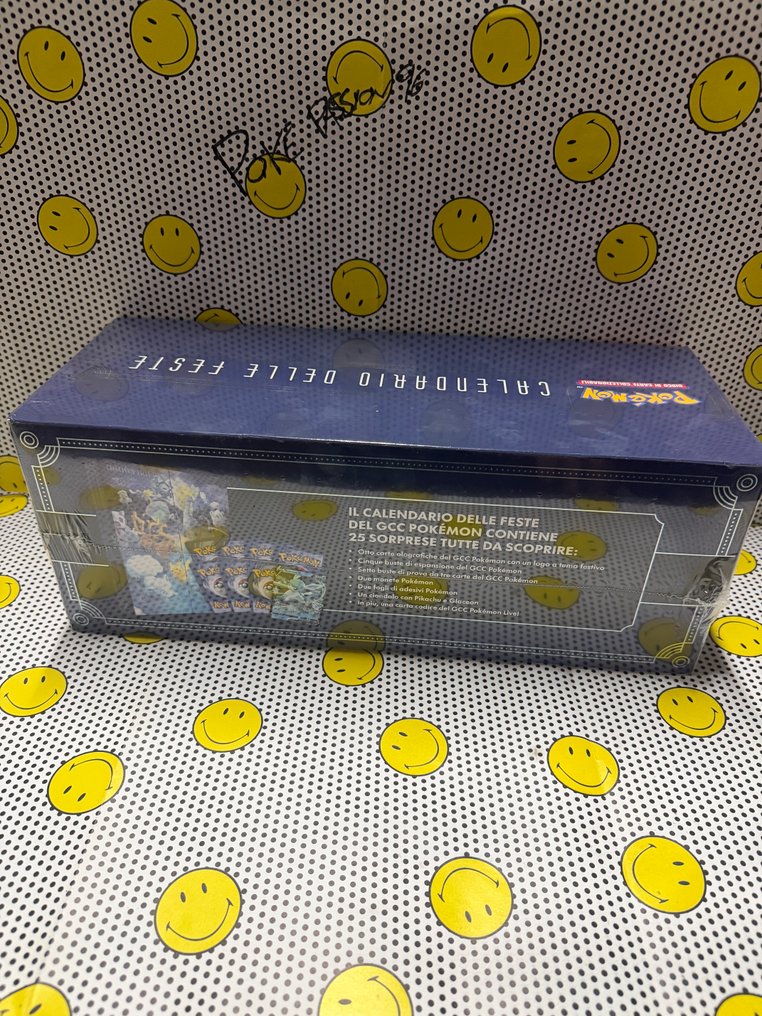 POKÉ PASSION 96
POKÉMON
GIOCO DI CARTE COLLEZIONABILI
CALENDARIO DELLE FESTE
IL CALENDARIO DELLE FESTE
DEL GCC POKÉMON CONTIENE
25 SORPRESE TUTTE DA SCOPRIRE:
• Otto carte olografiche del GCC Pokémon con un logo a tema festivo
• Cinque buste di espansione del GCC Pokémon
• Sette buste di prova da tre carte del GCC Pokémon
• Due monete Pokémon
• Due fogli di adesivi Pokémon
• Un ciondolo con Pikachu e Glaceon
• In più, una carta codice del GCC Pokémon Live!